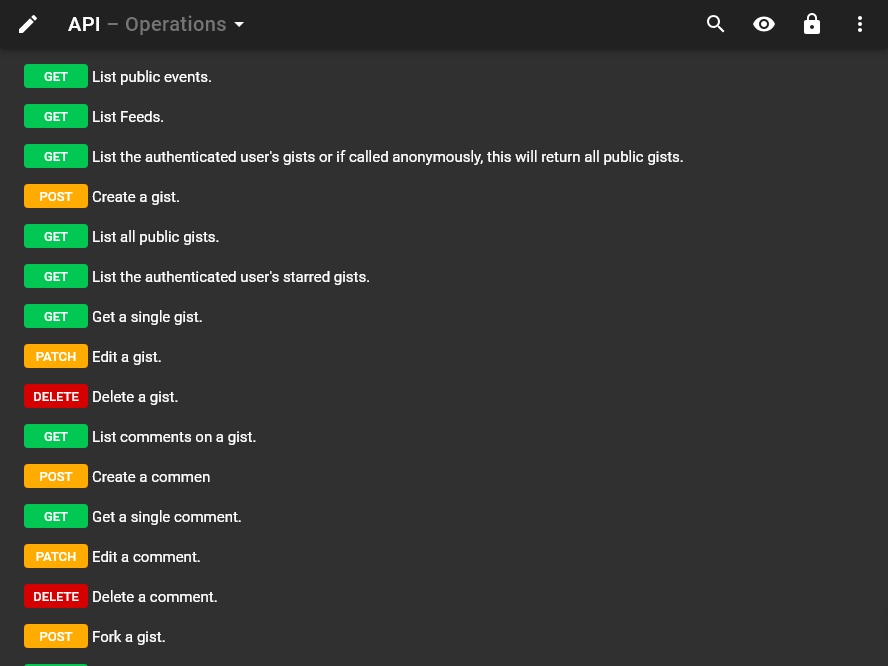 API – Operations
GET List public events.
GET List Feeds.
GET List the authenticated user's gists or if called anonymously, this will return all public gists.
POST Create a gist.
GET List all public gists.
GET List the authenticated user's starred gists.
GET Get a single gist.
PATCH Edit a gist.
DELETE Delete a gist.
GET List comments on a gist.
POST Create a commen
GET Get a single comment.
PATCH Edit a comment.
DELETE Delete a comment.
POST Fork a gist.